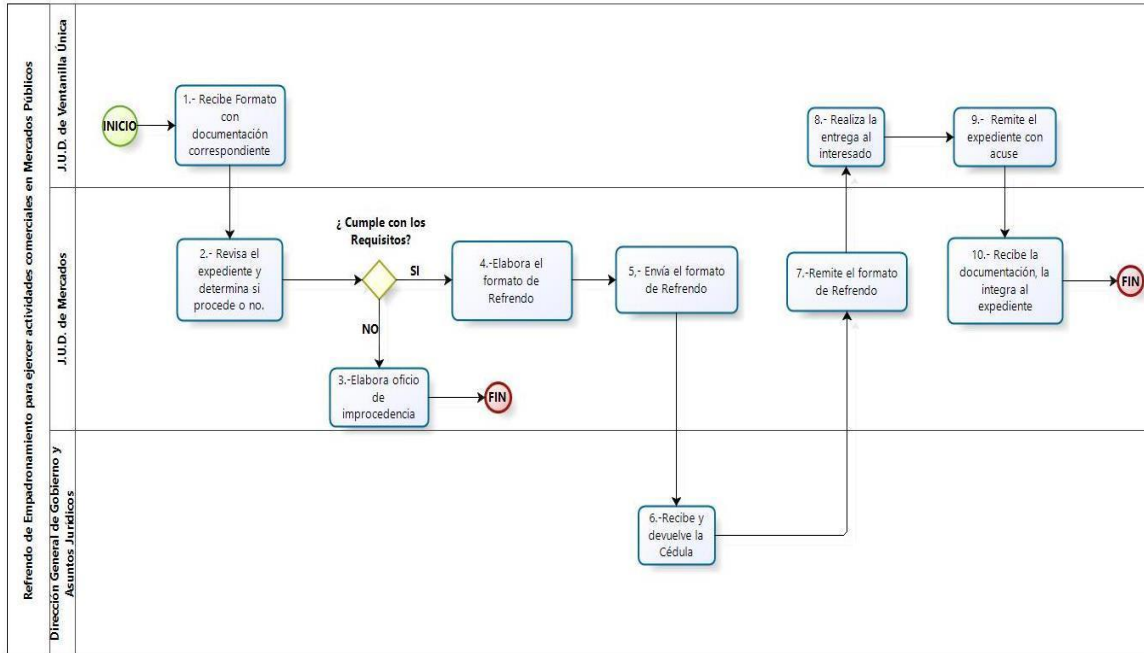 Refrendo de Empadronamiento para ejercer actividades comerciales en Mercados Públicos
J.U.D. de Ventanilla Única
INICIO
1.- Recibe Formato
con
documentación
correspondiente
8.- Realiza la
entrega al
interesado
9.- Remite el
expediente con
acuse
J.U.D. de Mercados
2.- Revisa el
expediente y
determina si
procede o no.
¿ Cumple con los
Requisitos?
SI
NO
4.-Elabora el
formato de
Refrendo
5,- Envía el formato
de Refrendo
7.-Remite el formato
de Refrendo
10.- Recibe la
documentación, la
integra al
expediente
FIN
3.-Elabora oficio
de
improcedencia
FIN
Dirección General de Gobierno y
Asuntos Jurídicos
6.-Recibe y
devuelve la
Cédula